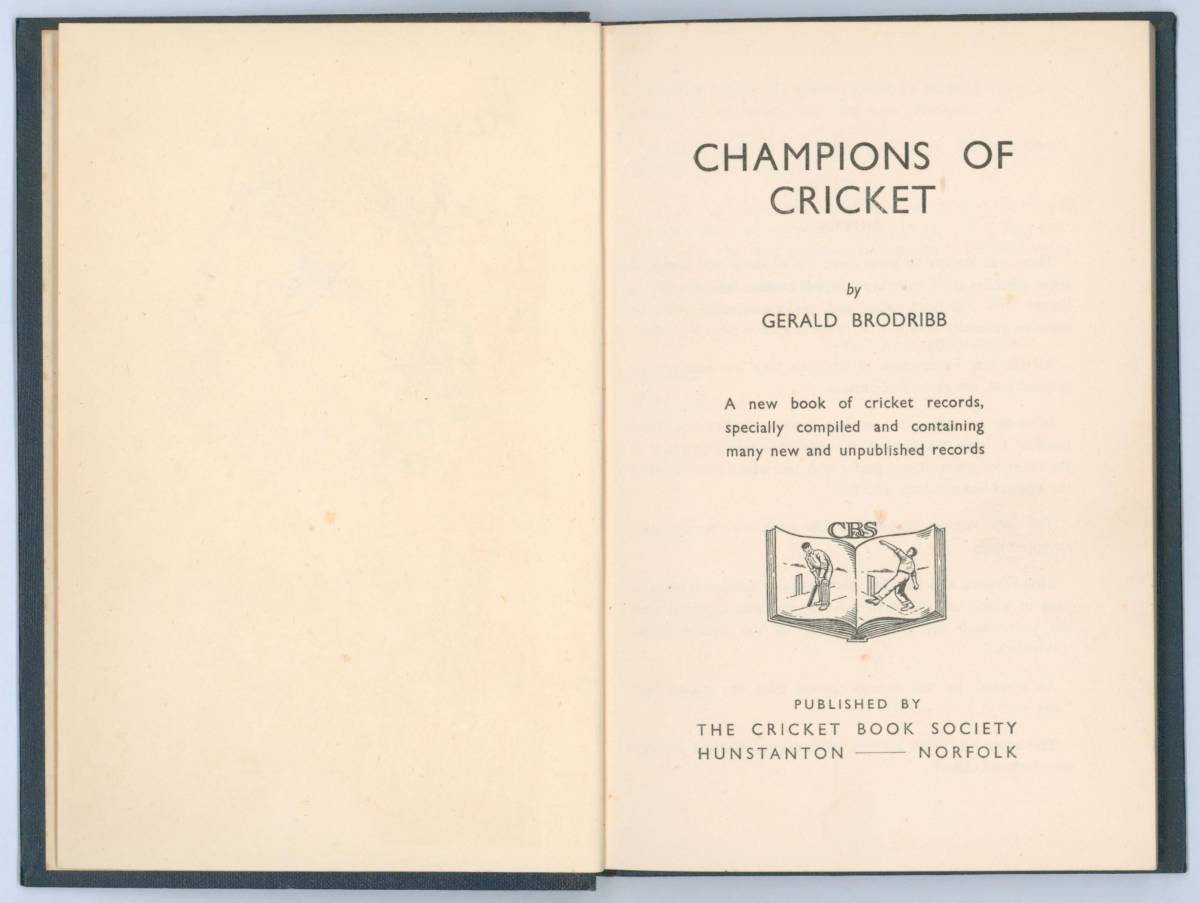 CHAMPIONS OF
CRICKET
by
GERALD BRODRIBB
A new book of cricket records,
specially compiled and containing
many new and unpublished records
CBS
PUBLISHED BY
THE CRICKET BOOK SOCIETY
HUNSTANTON —— NORFOLK